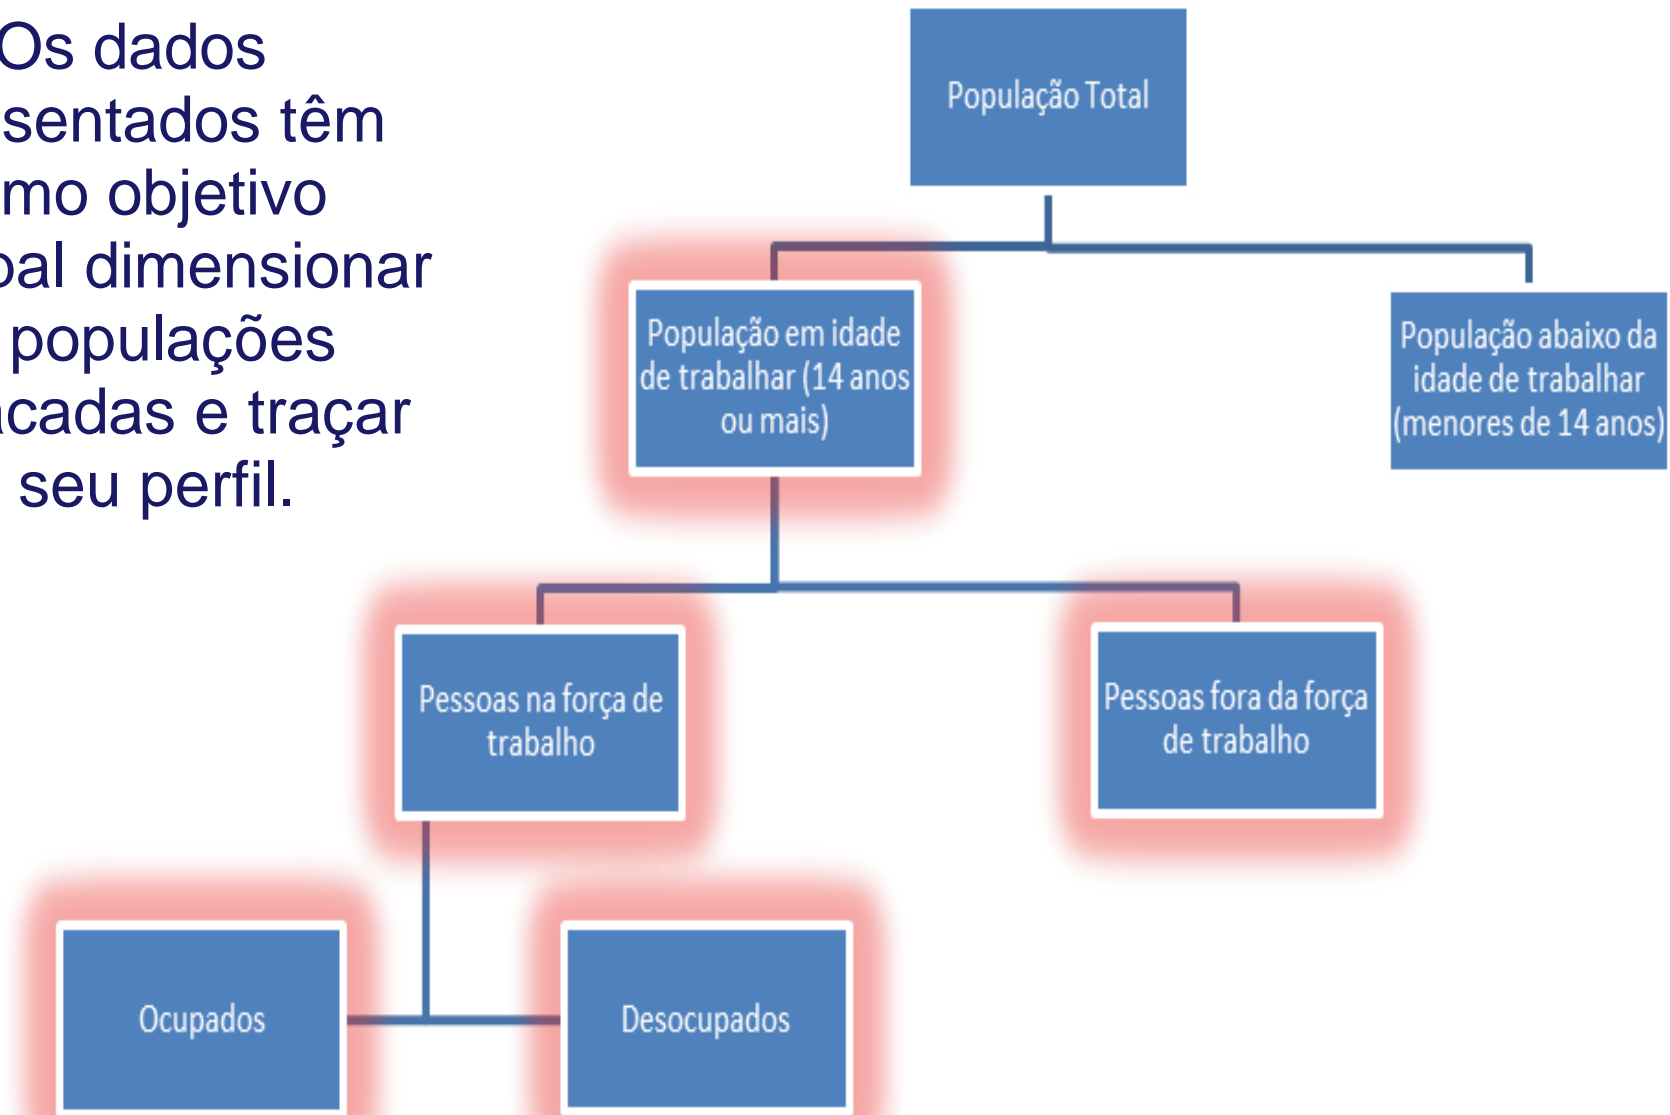 Os dados
sentados têm
mo objetivo
pal dimensionar
populações
acadas e traçar
seu perfil.
População Total
População em idade
de trabalhar (14 anos
ou mais)
População abaixo da
idade de trabalhar
(menores de 14 anos)
Pessoas na força de
trabalho
Pessoas fora da força
de trabalho
Ocupados
Desocupados